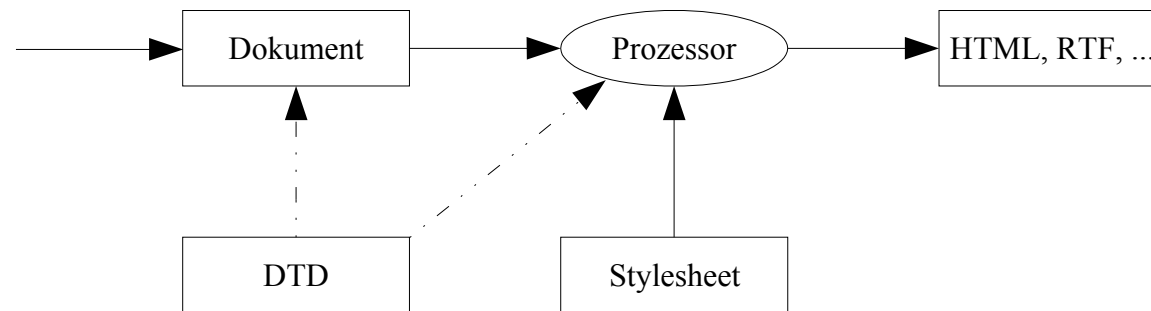 Dokument
Prozessor
HTML, RTF, ...
DTD
Stylesheet